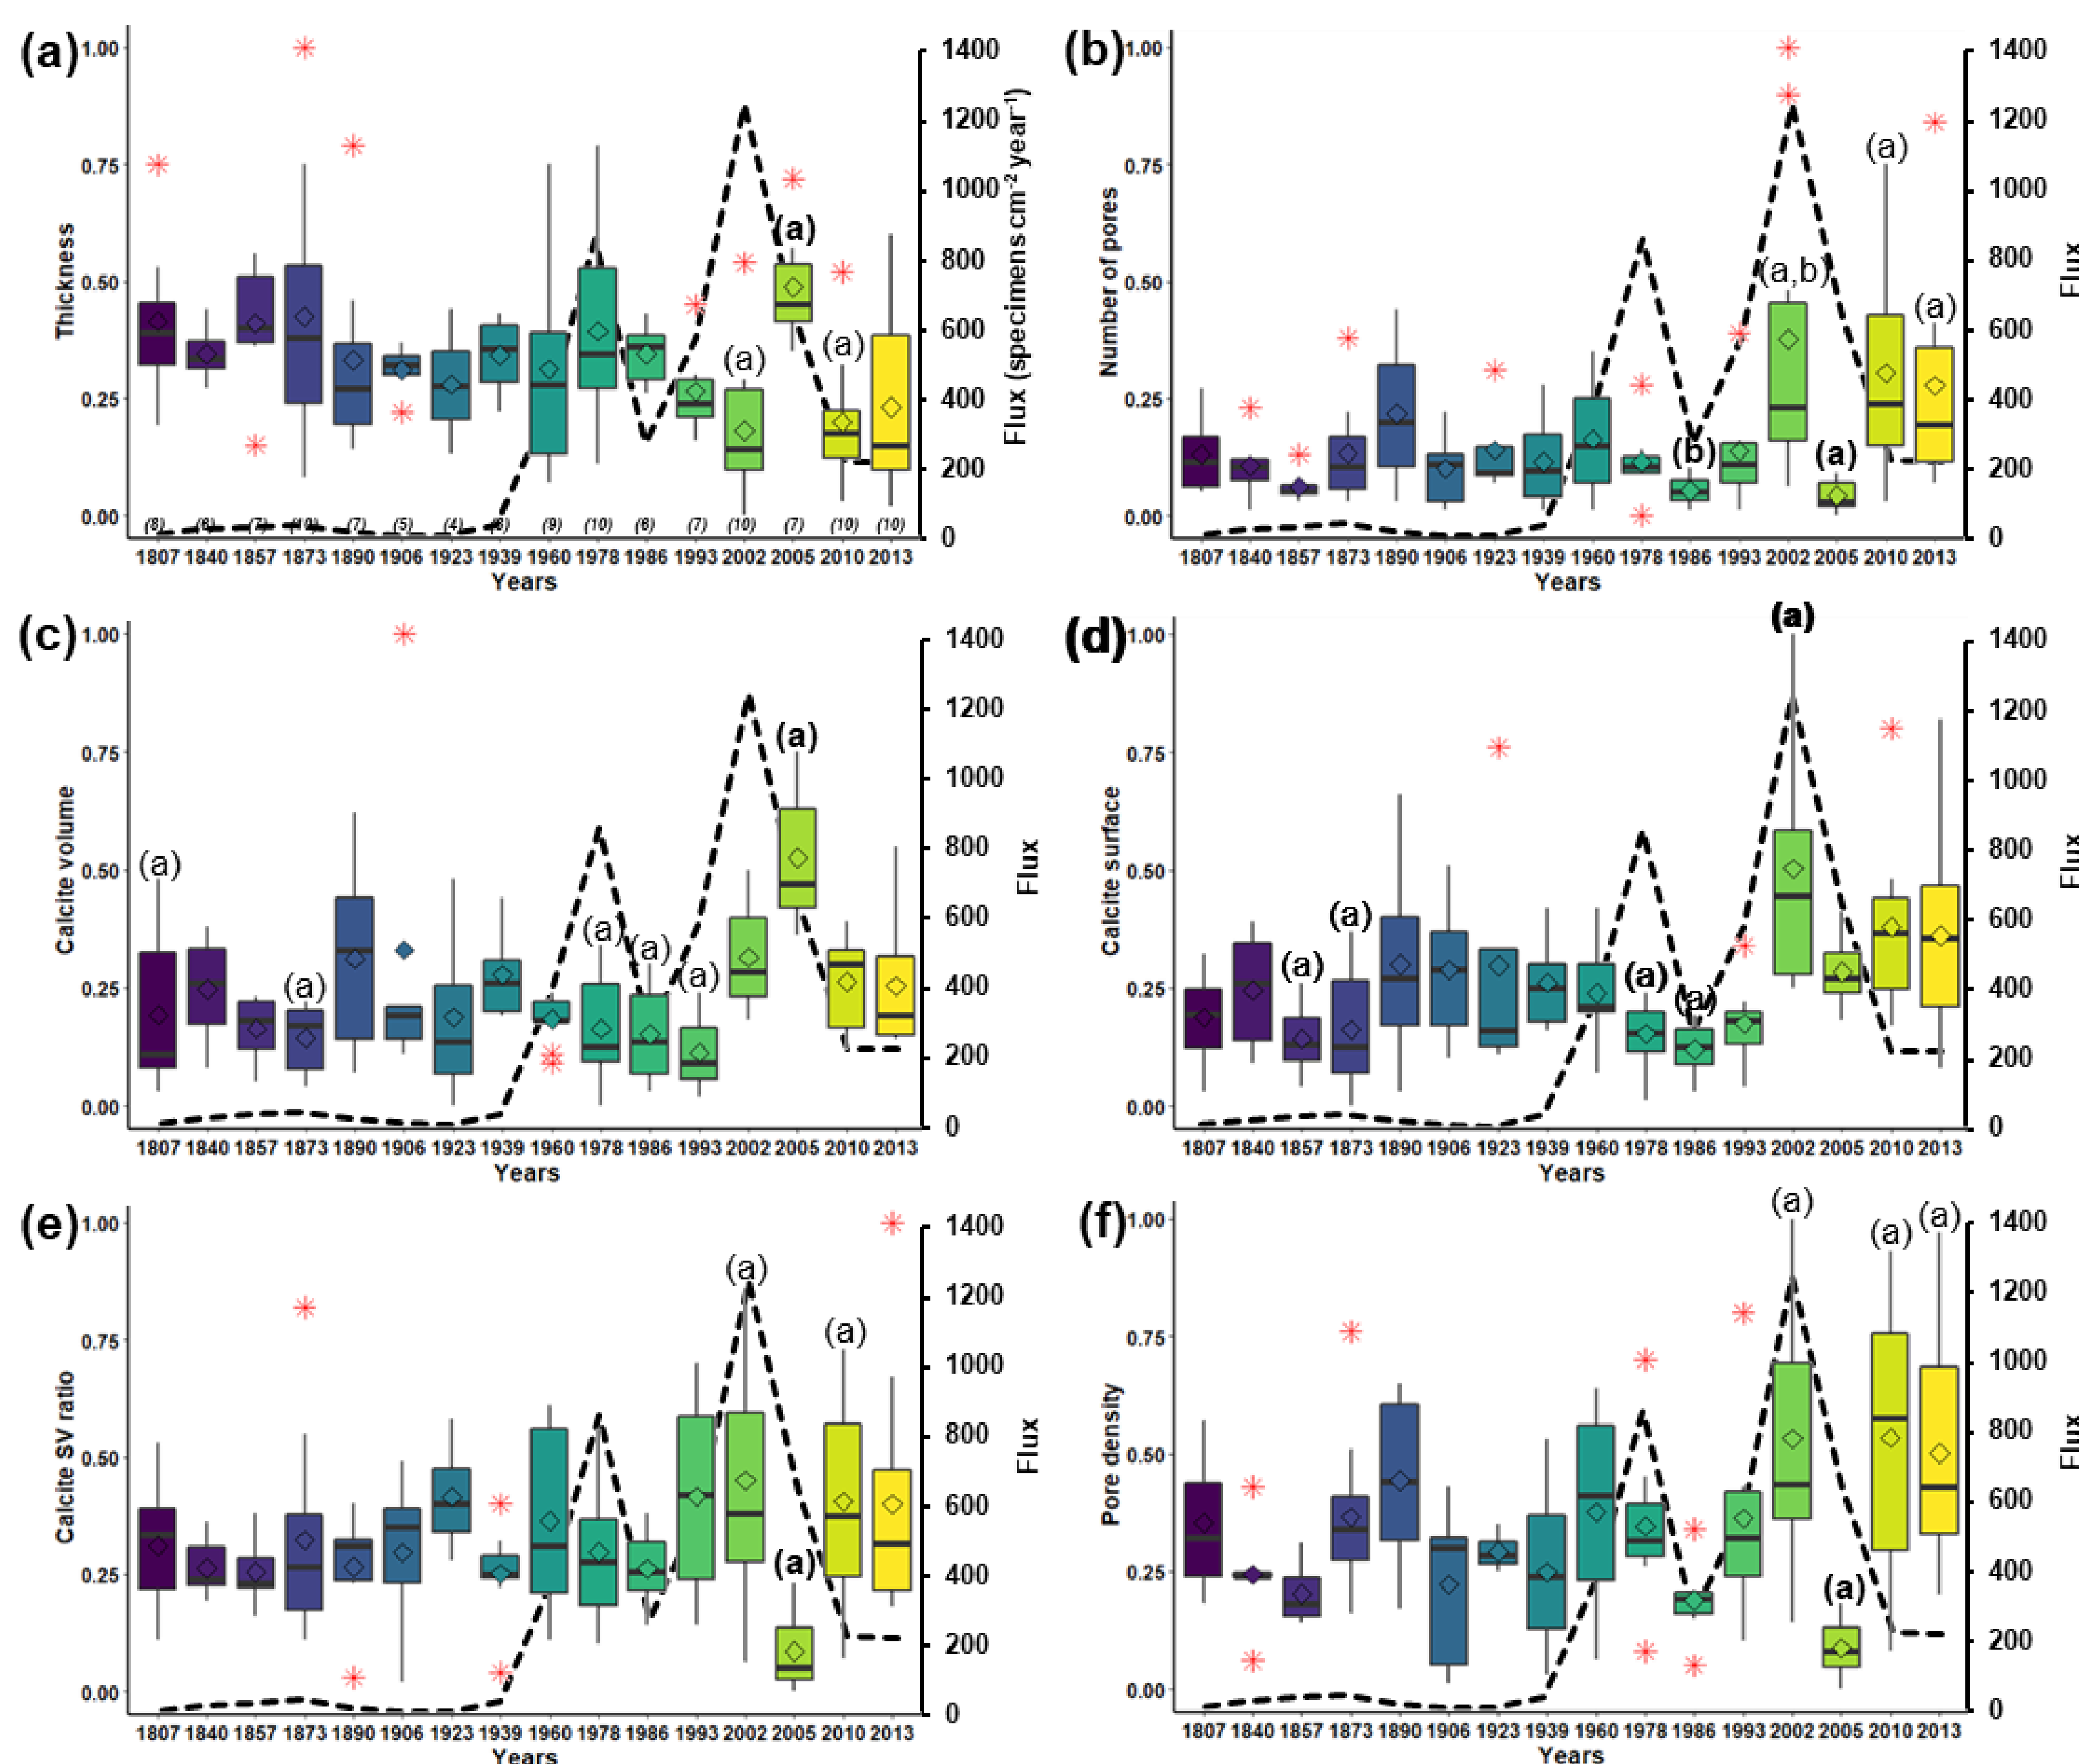 (a)
1.00
0.75
0.50
0.25
0.00
Thickness
1400
1200
1000
800
600
400
200
0
Flux (specimens cm-2 year-1)
(a)
(a)
(a)
(8) (6) (7) (10) (7) (5) (4) (8) (9) (10) (6) (7) (10) (7) (10) (10)
1807 1840 1857 1873 1890 1906 1923 1939 1960 1978 1986 1993 2002 2005 2010 2013
Years
(b)
1.00
0.75
0.50
0.25
0.00
Number of pores
1400
1200
1000
800
600
400
200
0
Flux
(a)
(a,b)
(a)
(b)
(a)
1807 1840 1857 1873 1890 1906 1923 1939 1960 1978 1986 1993 2002 2005 2010 2013
Years
(c)
1.00
0.75
0.50
0.25
0.00
Calcite volume
1400
1200
1000
800
600
400
200
0
Flux
(a)
(a)
(a)
(a)
(a)
(a)
1807 1840 1857 1873 1890 1906 1923 1939 1960 1978 1986 1993 2002 2005 2010 2013
Years
(d)
1.00
0.75
0.50
0.25
0.00
Calcite surface
1400
1200
1000
800
600
400
200
0
Flux
(a)
(a)
(a)
(a)
(a)
1807 1840 1857 1873 1890 1906 1923 1939 1960 1978 1986 1993 2002 2005 2010 2013
Years
(e)
1.00
0.75
0.50
0.25
0.00
Calcite SV ratio
1400
1200
1000
800
600
400
200
0
Flux
(a)
(a)
(a)
1807 1840 1857 1873 1890 1906 1923 1939 1960 1978 1986 1993 2002 2005 2010 2013
Years
(f)
1.00
0.75
0.50
0.25
0.00
Pore density
1400
1200
1000
800
600
400
200
0
Flux
(a)
(a)
(a)
(a)
1807 1840 1857 1873 1890 1906 1923 1939 1960 1978 1986 1993 2002 2005 2010 2013
Years